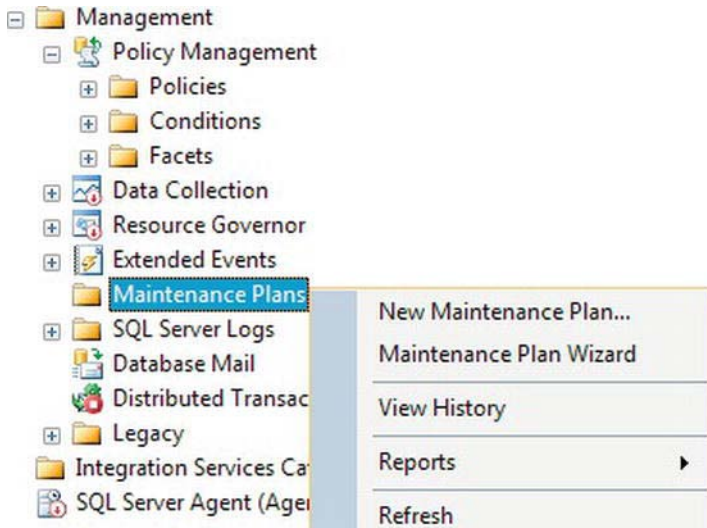 Management
Policy Management
Policies
Conditions
Facets
Data Collection
Resource Governor
Extended Events
Maintenance Plans
SQL Server Logs
Database Mail
Distributed Transac
Legacy
Integration Services Ca
SQL Server Agent (Agen
New Maintenance Plan...
Maintenance Plan Wizard
View History
Reports
Refresh